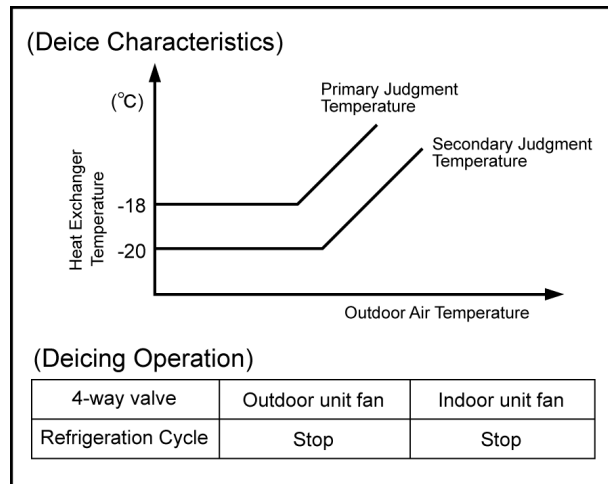 (Deice Characteristics)
(℃)
Primary Judgment
Temperature
Secondary Judgment
Temperature
Heat Exchanger
Temperature
-18
-20
Outdoor Air Temperature
(Deicing Operation)
4-way valve Outdoor unit fan Indoor unit fan
Refrigeration Cycle Stop Stop